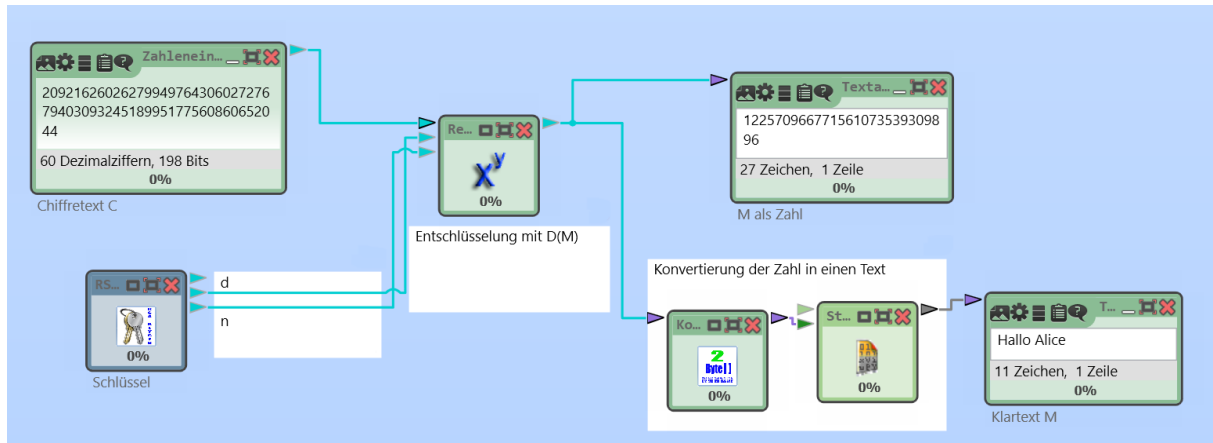 Zahlenein...
20921626026279949764306027276
79403093245189951775608606520
44
60 Dezimalziffern, 198 Bits
0%
Chiffretext C
Re...
X^y
0%
Entschlüsselung mit D(M)
Texta...
1225709667715610735393098
96
27 Zeichen, 1 Zeile
0%
M als Zahl
RS...
0%
Schlüssel
d
n
Konvertierung der Zahl in einen Text
Ko...
2
Byte[]
0%
St...
0%
T...
Hallo Alice
11 Zeichen, 1 Zeile
0%
Klartext M